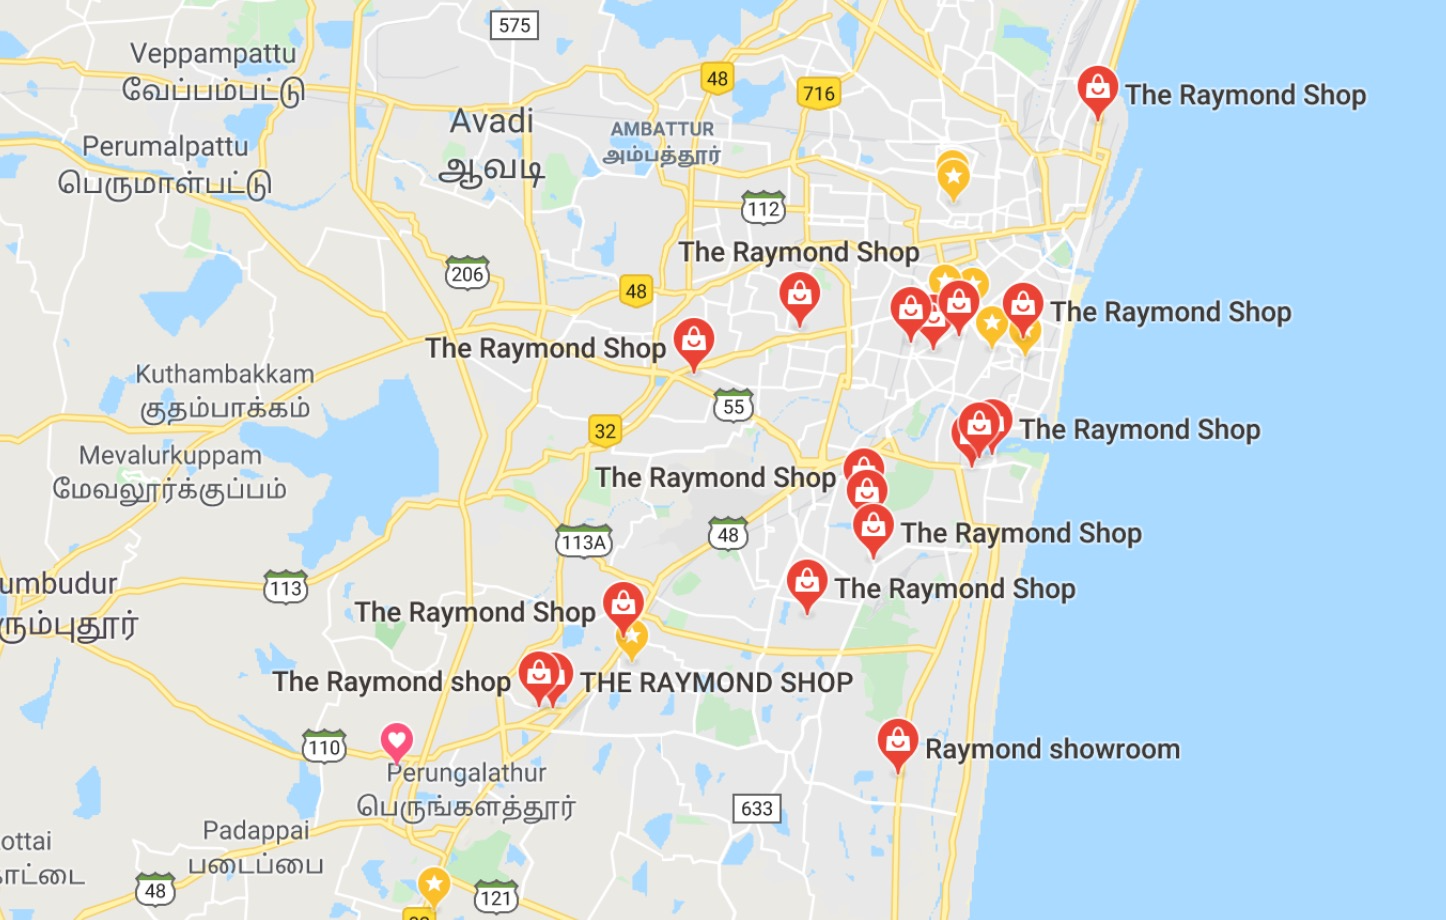 575
Veppampattu
வேப்பம்பட்டு
48
716
The Raymond Shop
Avadi
ஆவடி
AMBATTUR
அம்பத்தூர்
Perumalpattu
பெருமாள்பட்டு
112
The Raymond Shop
206
48
The Raymond Shop
The Raymond Shop
Kuthambakkam
குதம்பாக்கம்
55
32
The Raymond Shop
Mevalurkuppam
மேவலூர்க்குப்பம்
The Raymond Shop
113A
48
The Raymond Shop
umbudur
ரும்புதூர்
113
The Raymond Shop
The Raymond Shop
The Raymond shop
THE RAYMOND SHOP
110
Raymond showroom
Perungalathur
பெருங்களத்தூர்
633
Padappai
படைப்பை
ottai
ாட்டை
48
121